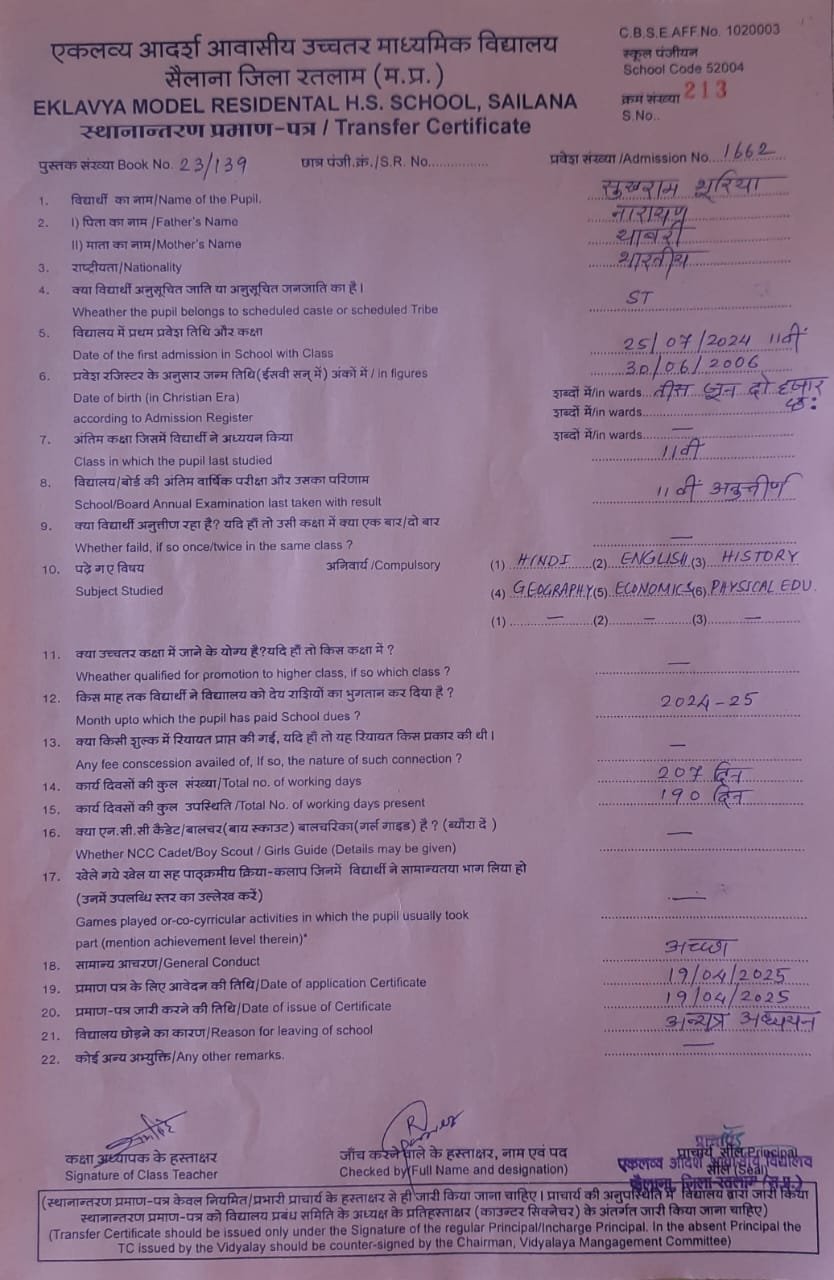 एकलव्य आदर्श आवासीय उच्चतर माध्यमिक विद्यालय
सैलाना जिला रतलाम (म.प्र.)
EKLAVYA MODEL RESIDENTAL H.S. SCHOOL, SAILANA
स्थानान्तरण प्रमाण-पत्र / Transfer Certificate
C.B.S.E AFF.No. 1020003
स्कूल पंजीयन
School Code 52004
क्रम संख्या 213
S.No..
पुस्तक संख्या Book No. 23/139 छात्र पंजी.क्रं./S.R. No................ प्रवेश संख्या /Admission No....1662
1. विद्यार्थी का नाम/Name of the Pupil. सुखराम भूरिया
2. I) पिता का नाम /Father's Name नारायण
II) माता का नाम/Mother's Name थावरी
3. राष्ट्रीयता/Nationality भारतीय
4. क्या विद्यार्थी अनुसूचित जाति या अनुसूचित जनजाति का है।
Wheather the pupil belongs to scheduled caste or scheduled Tribe ST
5. विद्यालय में प्रथम प्रवेश तिथि और कक्षा
Date of the first admission in School with Class 25/07/2024 11वीं
6. प्रवेश रजिस्टर के अनुसार जन्म तिथि(ईसवी सन् में) अंकों में / in figures 30/06/2006
Date of birth (in Christian Era) शब्दों में/in wards.. तीस जून दो हजार
according to Admission Register शब्दों में/in wards.. छ:
7. अंतिम कक्षा जिसमें विद्यार्थी ने अध्ययन किया शब्दों में/in wards.. —
Class in which the pupil last studied 11वीं
8. विद्यालय/बोर्ड की अंतिम वार्षिक परीक्षा और उसका परिणाम
School/Board Annual Examination last taken with result 11वीं अनुत्तीर्ण
9. क्या विद्यार्थी अनुत्तीण रहा है? यदि हाँ तो उसी कक्षा में क्या एक बार/दो बार
Whether faild, if so once/twice in the same class ? —
10. पढ़े गए विषय अनिवार्य /Compulsory (1) HINDI (2) ENGLISH (3) HISTORY
Subject Studied (4) GEOGRAPHY (5) ECONOMICS (6) PHYSICAL EDU.
(1) — (2) — (3) —
11. क्या उच्चतर कक्षा में जाने के योग्य है?यदि हाँ तो किस कक्षा में ?
Wheather qualified for promotion to higher class, if so which class ? —
12. किस माह तक विद्यार्थी ने विद्याालय को देय राशियों का भुगतान कर दिया है ?
Month upto which the pupil has paid School dues ? 2024-25
13. क्या किसी शुल्क में रियायत प्राप्त की गई, यदि हाँ तो यह रियायत किस प्रकार की थी।
Any fee conscession availed of, If so, the nature of such connection ? —
14. कार्य दिवसों की कुल संख्या/Total no. of working days 207 दिन
15. कार्य दिवसों की कुल उपस्थिति /Total No. of working days present 190 दिन
16. क्या एन.सी.सी कैडेट/बालचर(बाय स्काउट) बालचरिका(गर्ल गाइड) है ? (ब्यौरा दें )
Whether NCC Cadet/Boy Scout / Girls Guide (Details may be given) —
17. खेले गये खेल या सह पाठ्क्रमीय क्रिया-कलाप जिनमें विद्यार्थी ने सामान्यतया भाग लिया हो
(उनमें उपलब्धि स्तर का उल्लेख करें) —
Games played or-co-cyrricular activities in which the pupil usually took
part (mention achievement level therein)*
18. सामान्य आचरण/General Conduct अच्छा
19. प्रमाण पत्र के लिए आवेदन की तिथि/Date of application Certificate 19/04/2025
20. प्रमाण-पत्र जारी करने की तिथि/Date of issue of Certificate 19/04/2025
21. विद्यालय छोड़ने का कारण/Reason for leaving of school अन्यत्र अध्ययन
22. कोई अन्य अभ्युक्ति/Any other remarks. —
कक्षा अध्यापक के हस्ताक्षर
Signature of Class Teacher
जाँच करने वाले के हस्ताक्षर, नाम एवं पद
Checked by (Full Name and designation)
प्राचार्य
प्राचार्य सील Principal
सील (Seal)
एकलव्य आदर्श आवासीय विद्यालय
सैलाना, जिला रतलाम (म.प्र.)
(स्थानान्तरण प्रमाण-पत्र केवल नियमित/प्रभारी प्राचार्य के हस्ताक्षर से ही जारी किया जाना चाहिए। प्राचार्य की अनुपस्थिति में विद्यालय द्वारा जारी किया
स्थानान्तरण प्रमाण-पत्र को विद्यालय प्रबंध समिति के अध्यक्ष के प्रतिहस्ताक्षर (काउन्टर सिक्नेचर) के अंतर्गत जारी किया जाना चाहिए)
(Transfer Certificate should be issued only under the Signature of the regular Principal/Incharge Principal. In the absent Principal the
TC issued by the Vidyalay should be counter-signed by the Chairman, Vidyalaya Mangagement Committee)